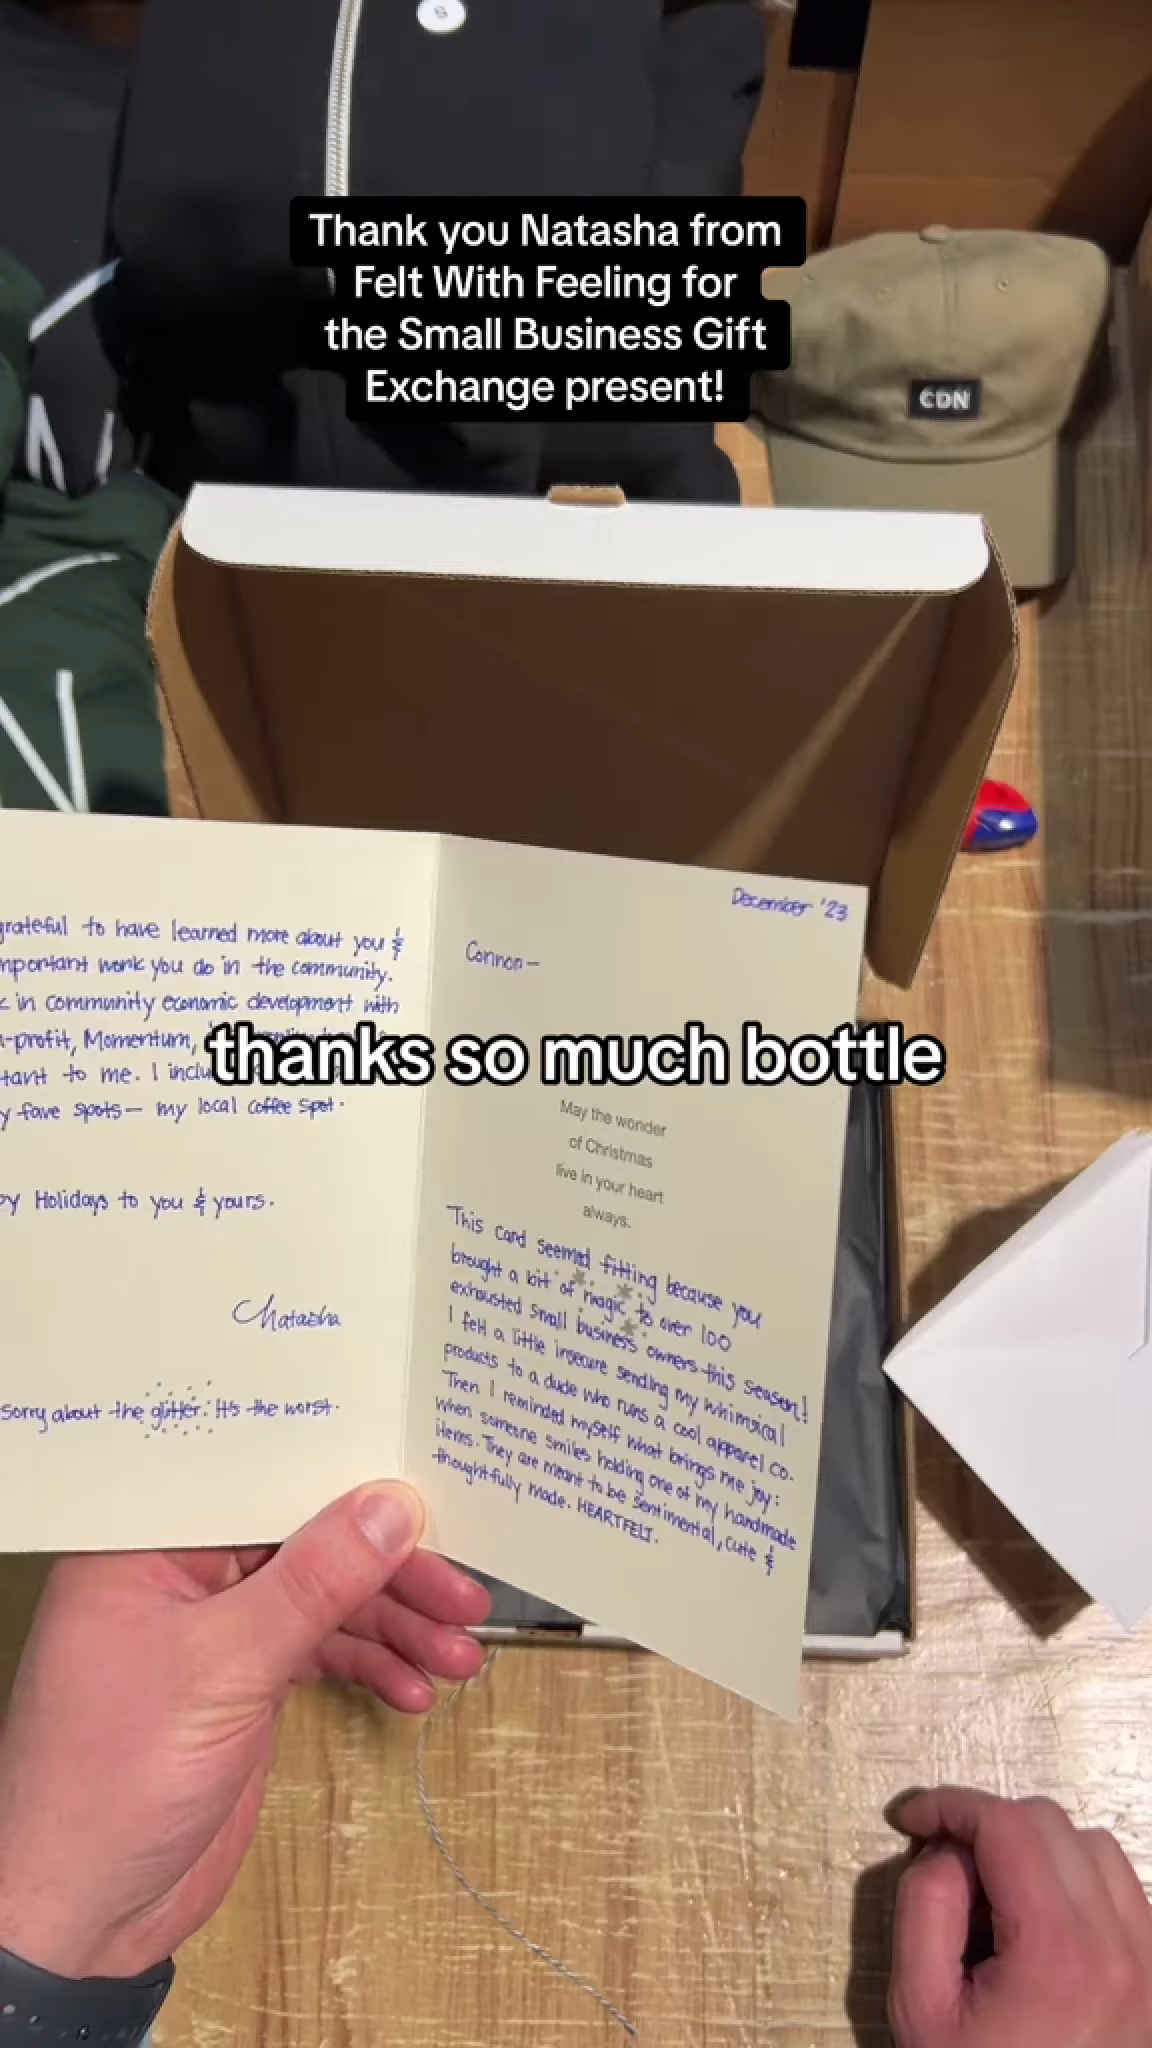 S
Thank you Natasha from
Felt With Feeling for
the Small Business Gift
Exchange present!
CDN
grateful to have learned more about you &
mportant work you do in the community.
in community economic development with
-profit, Momentum,
tant to me. I inclu
y fave spots— my local coffee spot.
py Holidays to you & yours.
Natasha
Sorry about the glitter. It's the worst.
December '23
Connor—
thanks so much bottle
May the wonder
of Christmas
live in your heart
always.
This card seemed fitting because you
brought a bit of magic to over 100
exhausted small business owners this season!
I felt a little insecure sending my whimsical
products to a dude who runs a cool apparel co.
Then I reminded myself what brings me joy:
when someone smiles holding one of my handmade
items. They are meant to be sentimental, cute &
thoughtfully made. HEARTFELT.